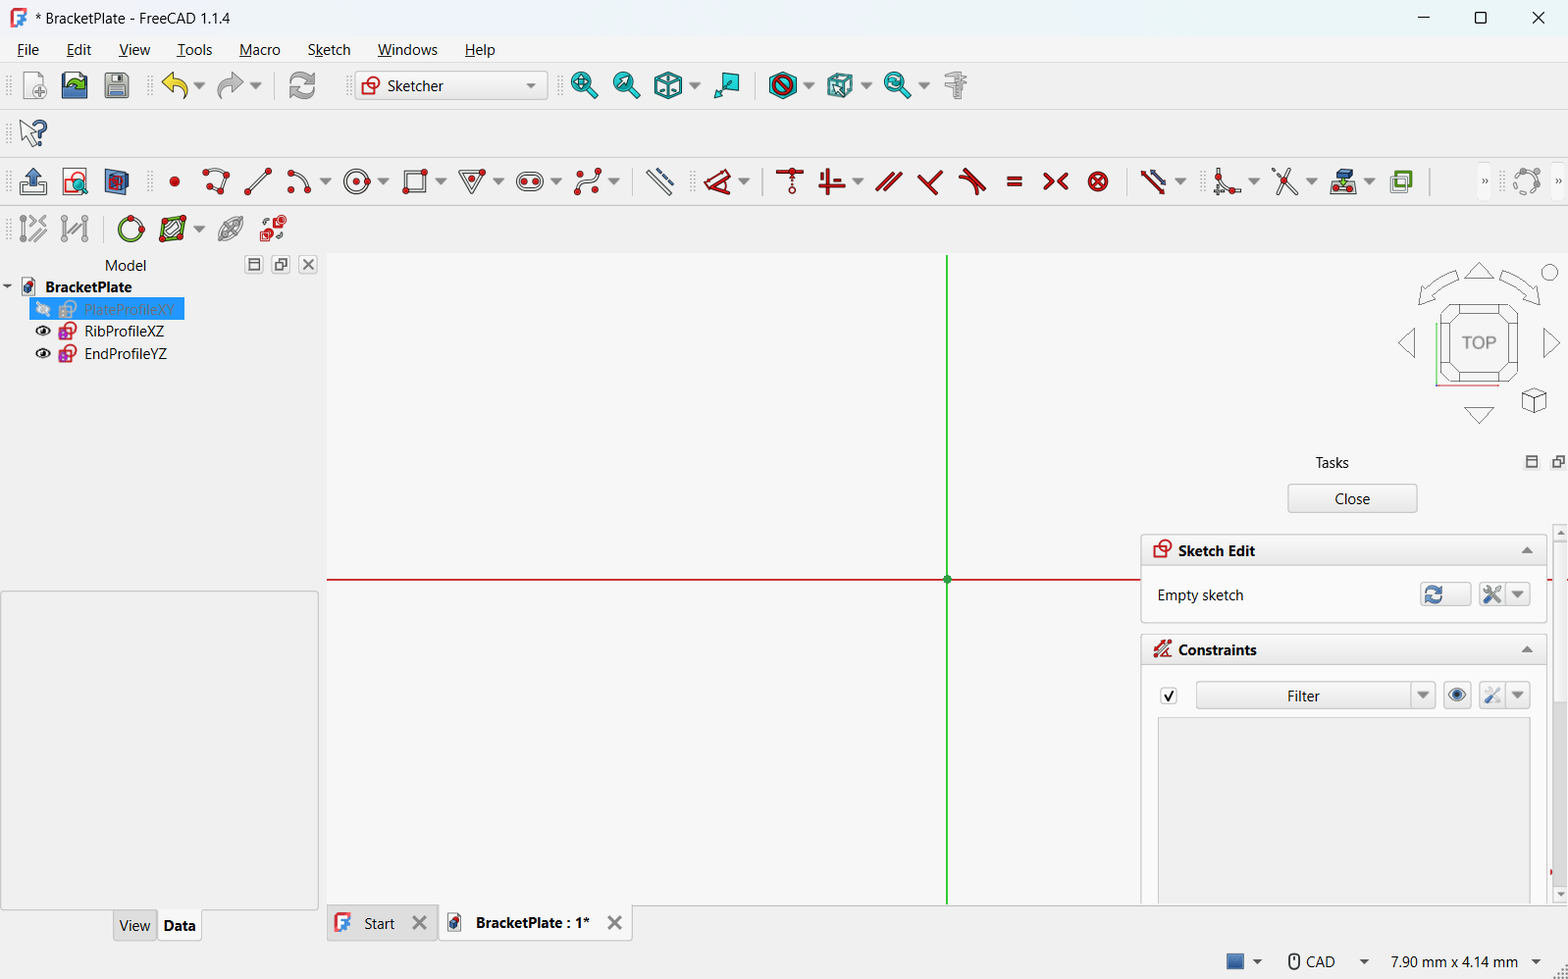 * BracketPlate - FreeCAD 1.1.4
File Edit View Tools Macro Sketch Windows Help
Sketcher
Model
BracketPlate
PlateProfileXY
RibProfileXZ
EndProfileYZ
TOP
Tasks
Close
Sketch Edit
Empty sketch
Constraints
Filter
View Data
Start BracketPlate : 1*
CAD 7.90 mm x 4.14 mm